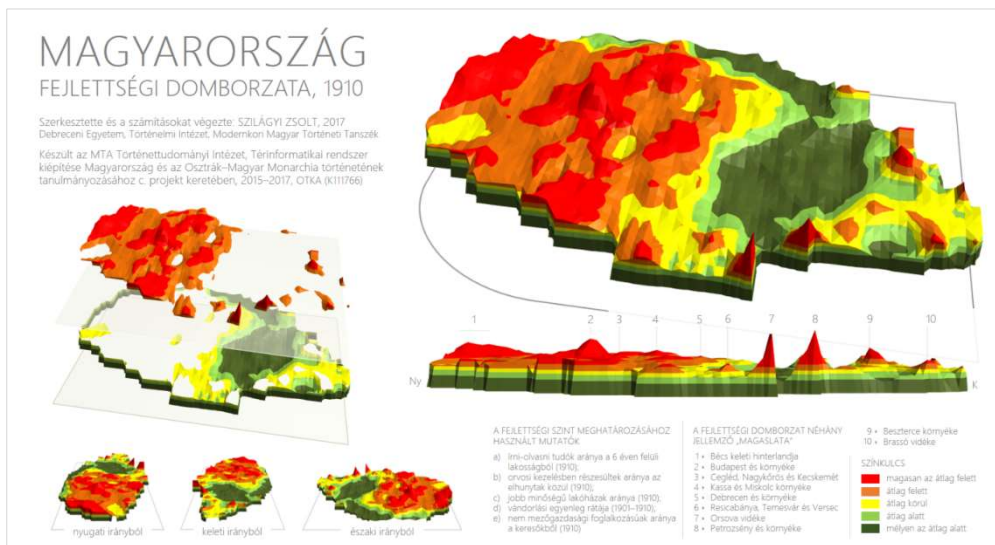 MAGYARORSZÁG
FEJLETTSÉGI DOMBORZATA, 1910
Szerkesztette és a számításokat végezte: SZILÁGYI ZSOLT, 2017
Debreceni Egyetem, Történelmi Intézet, Modernkori Magyar Történeti Tanszék
Készült az MTA Történettudományi Intézet, Térinformatikai rendszer
kiépítése Magyarország és az Osztrák–Magyar Monarchia történetének
tanulmányozásához c. projekt keretében, 2015–2017, OTKA (K111766)
1 2 3 4 5 6 7 8 9 10
Ny K
nyugati irányból
keleti irányból
északi irányból
A FEJLETTSÉGI SZINT MEGHATÁROZÁSÁHOZ
HASZNÁLT MUTATÓK
a) írni-olvasni tudók aránya a 6 éven felüli
lakosságból (1910);
b) orvosi kezelésben részesültek aránya az
elhunytak közül (1910);
c) jobb minőségű lakóházak aránya (1910),
d) vándorlási egyenleg rátája (1901–1910);
e) nem mezőgazdasági foglalkozásúak aránya
a keresőkből (1910)
A FEJLETTSÉGI DOMBORZAT NÉHÁNY
JELLEMZŐ „MAGASLATA"
1 • Bécs keleti hinterlandja
2 • Budapest és környéke
3 • Cegléd, Nagykőrös és Kecskemét
4 • Kassa és Miskolc környéke
5 • Debrecen és környéke
6 • Resicabánya, Temesvár és Versec
7 • Orsova vidéke
8 • Petrozsény és környéke
9 • Beszterce környéke
10 • Brassó vidéke
SZÍNKULCS
magasan az átlag felett
átlag felett
átlag körül
átlag alatt
mélyen az átlag alatt